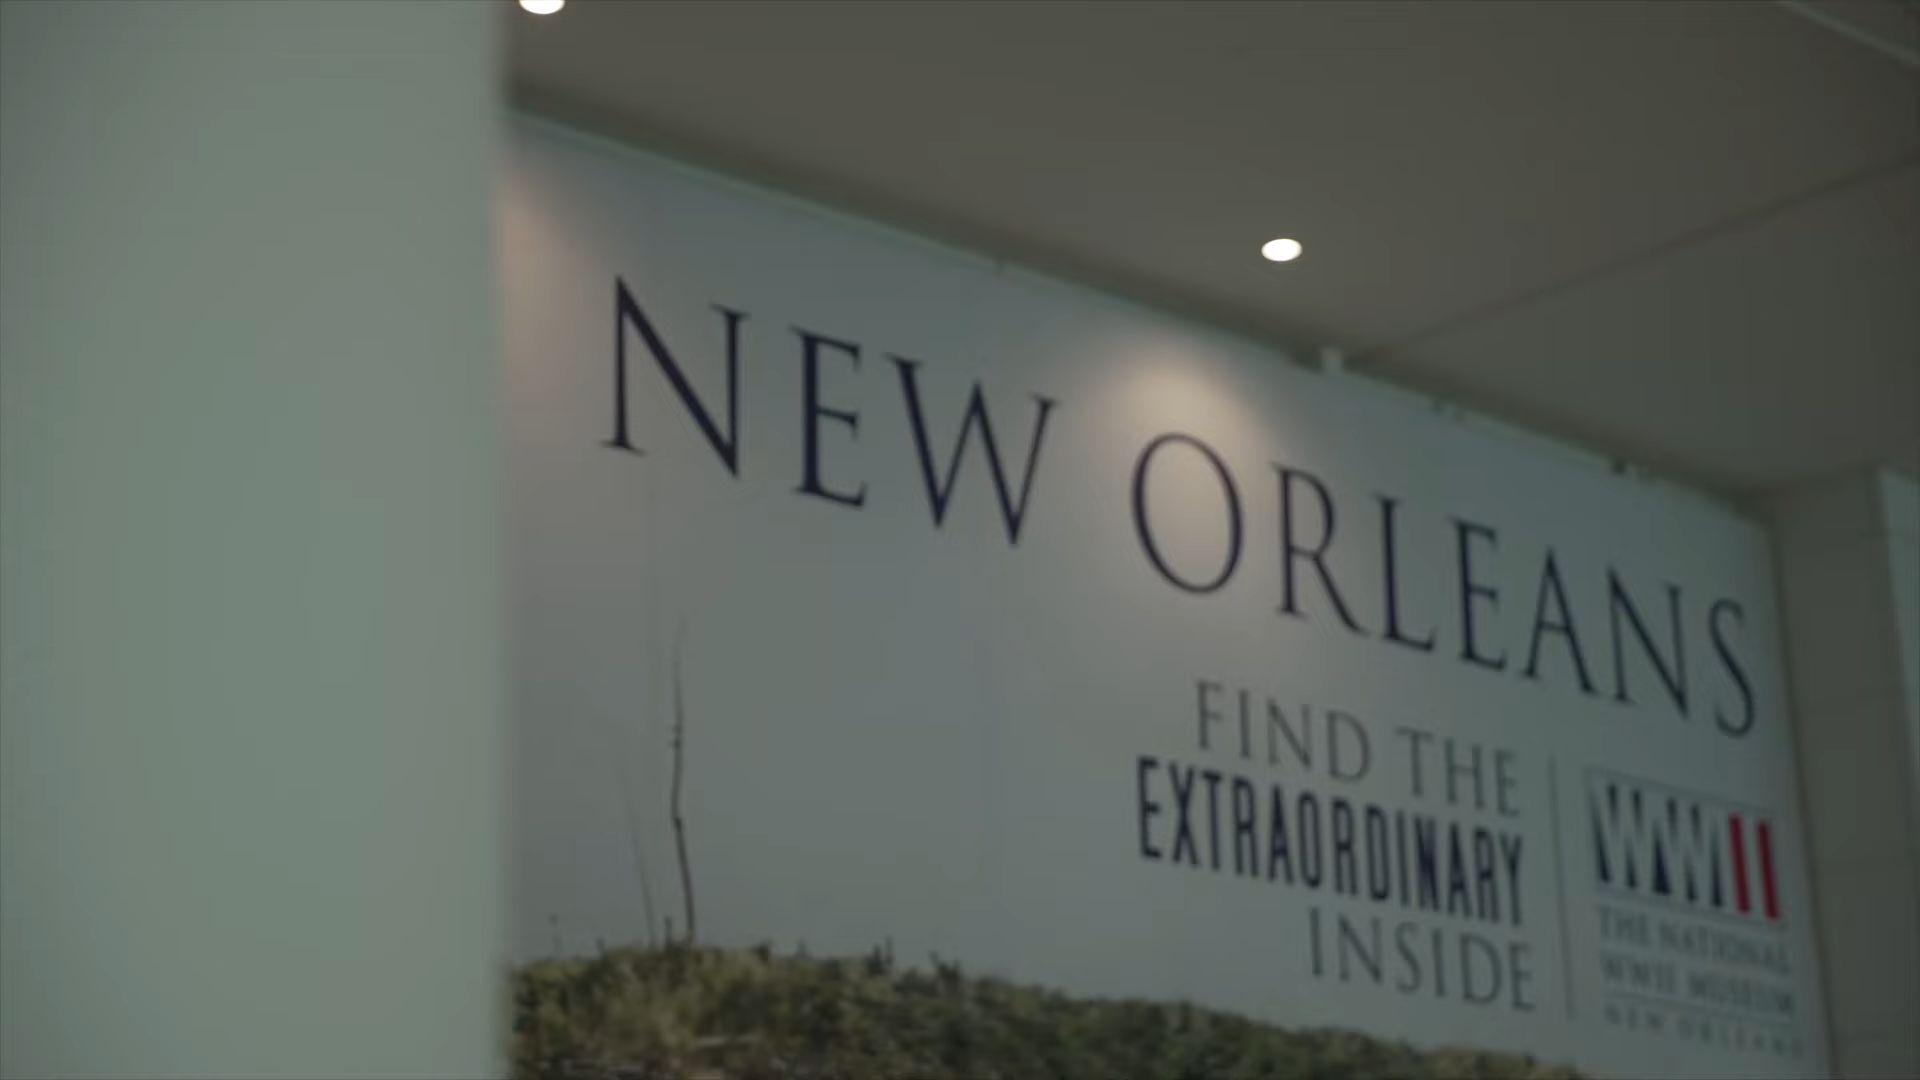 NEW ORLEANS
FIND THE
EXTRAORDINARY
INSIDE
WWII
THE NATIONAL
WWII MUSEUM
NEW ORLEANS